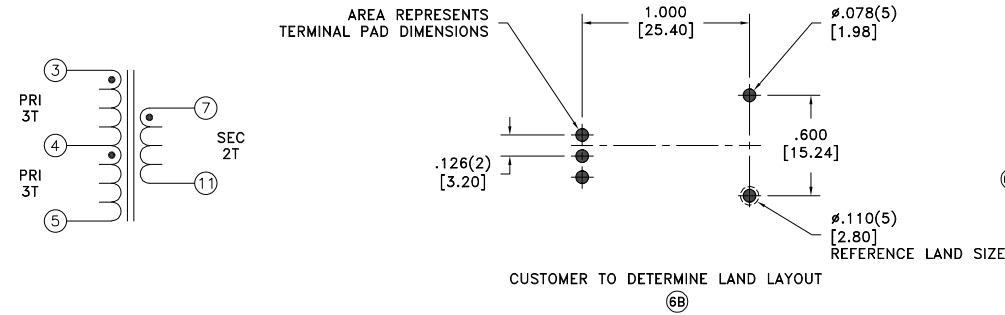 3
PRI
3T
4
PRI
3T
5
7
SEC
2T
11
AREA REPRESENTS
TERMINAL PAD DIMENSIONS
1.000
[25.40]
ø.078(5)
[1.98]
.126(2)
[3.20]
.600
[15.24]
ø.110(5)
[2.80]
REFERENCE LAND SIZE
CUSTOMER TO DETERMINE LAND LAYOUT
6B